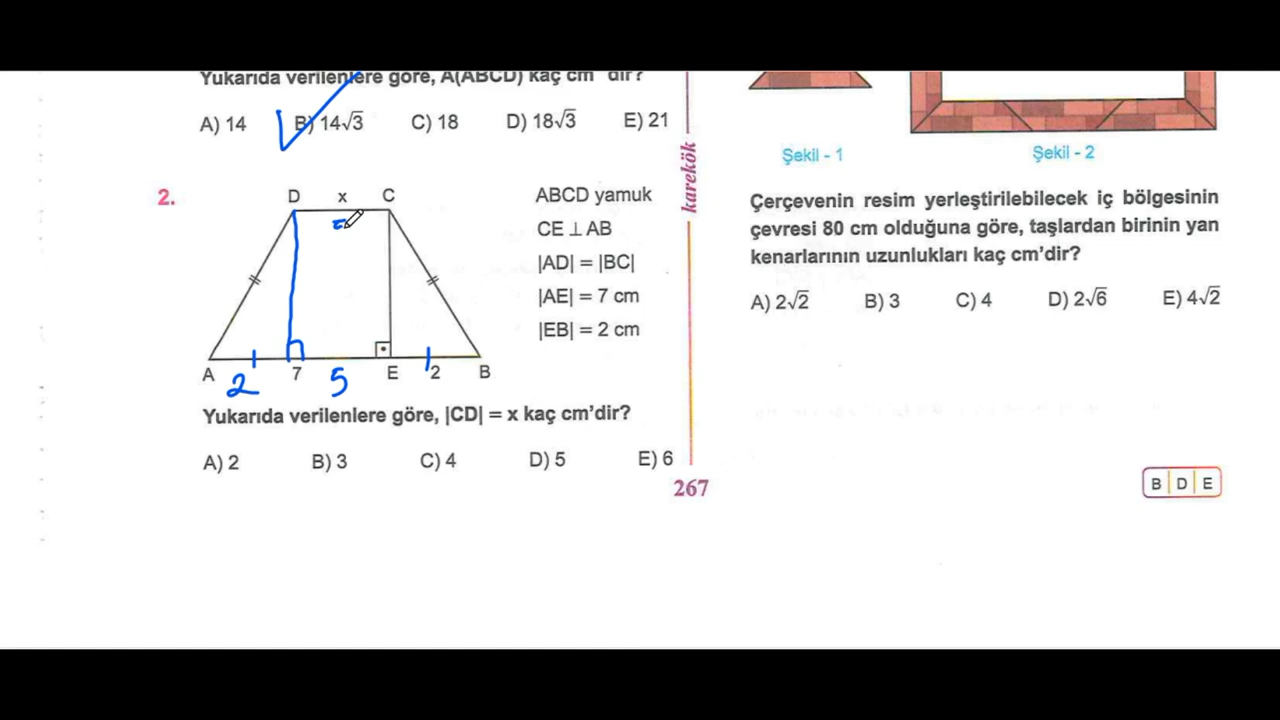 Yukarıda verilenlere göre, A(ABCD) kaç cm dir?
A) 14 B) 14√3 C) 18 D) 18√3 E) 21
2.
D x C
A 7 E 2 B
2 5
ABCD yamuk
CE ⊥ AB
|AD| = |BC|
|AE| = 7 cm
|EB| = 2 cm
Yukarıda verilenlere göre, |CD| = x kaç cm'dir?
A) 2 B) 3 C) 4 D) 5 E) 6
karekök
267
Şekil - 1
Şekil - 2
Çerçevenin resim yerleştirilebilecek iç bölgesinin
çevresi 80 cm olduğuna göre, taşlardan birinin yan
kenarlarının uzunlukları kaç cm'dir?
A) 2√2 B) 3 C) 4 D) 2√6 E) 4√2
B D E